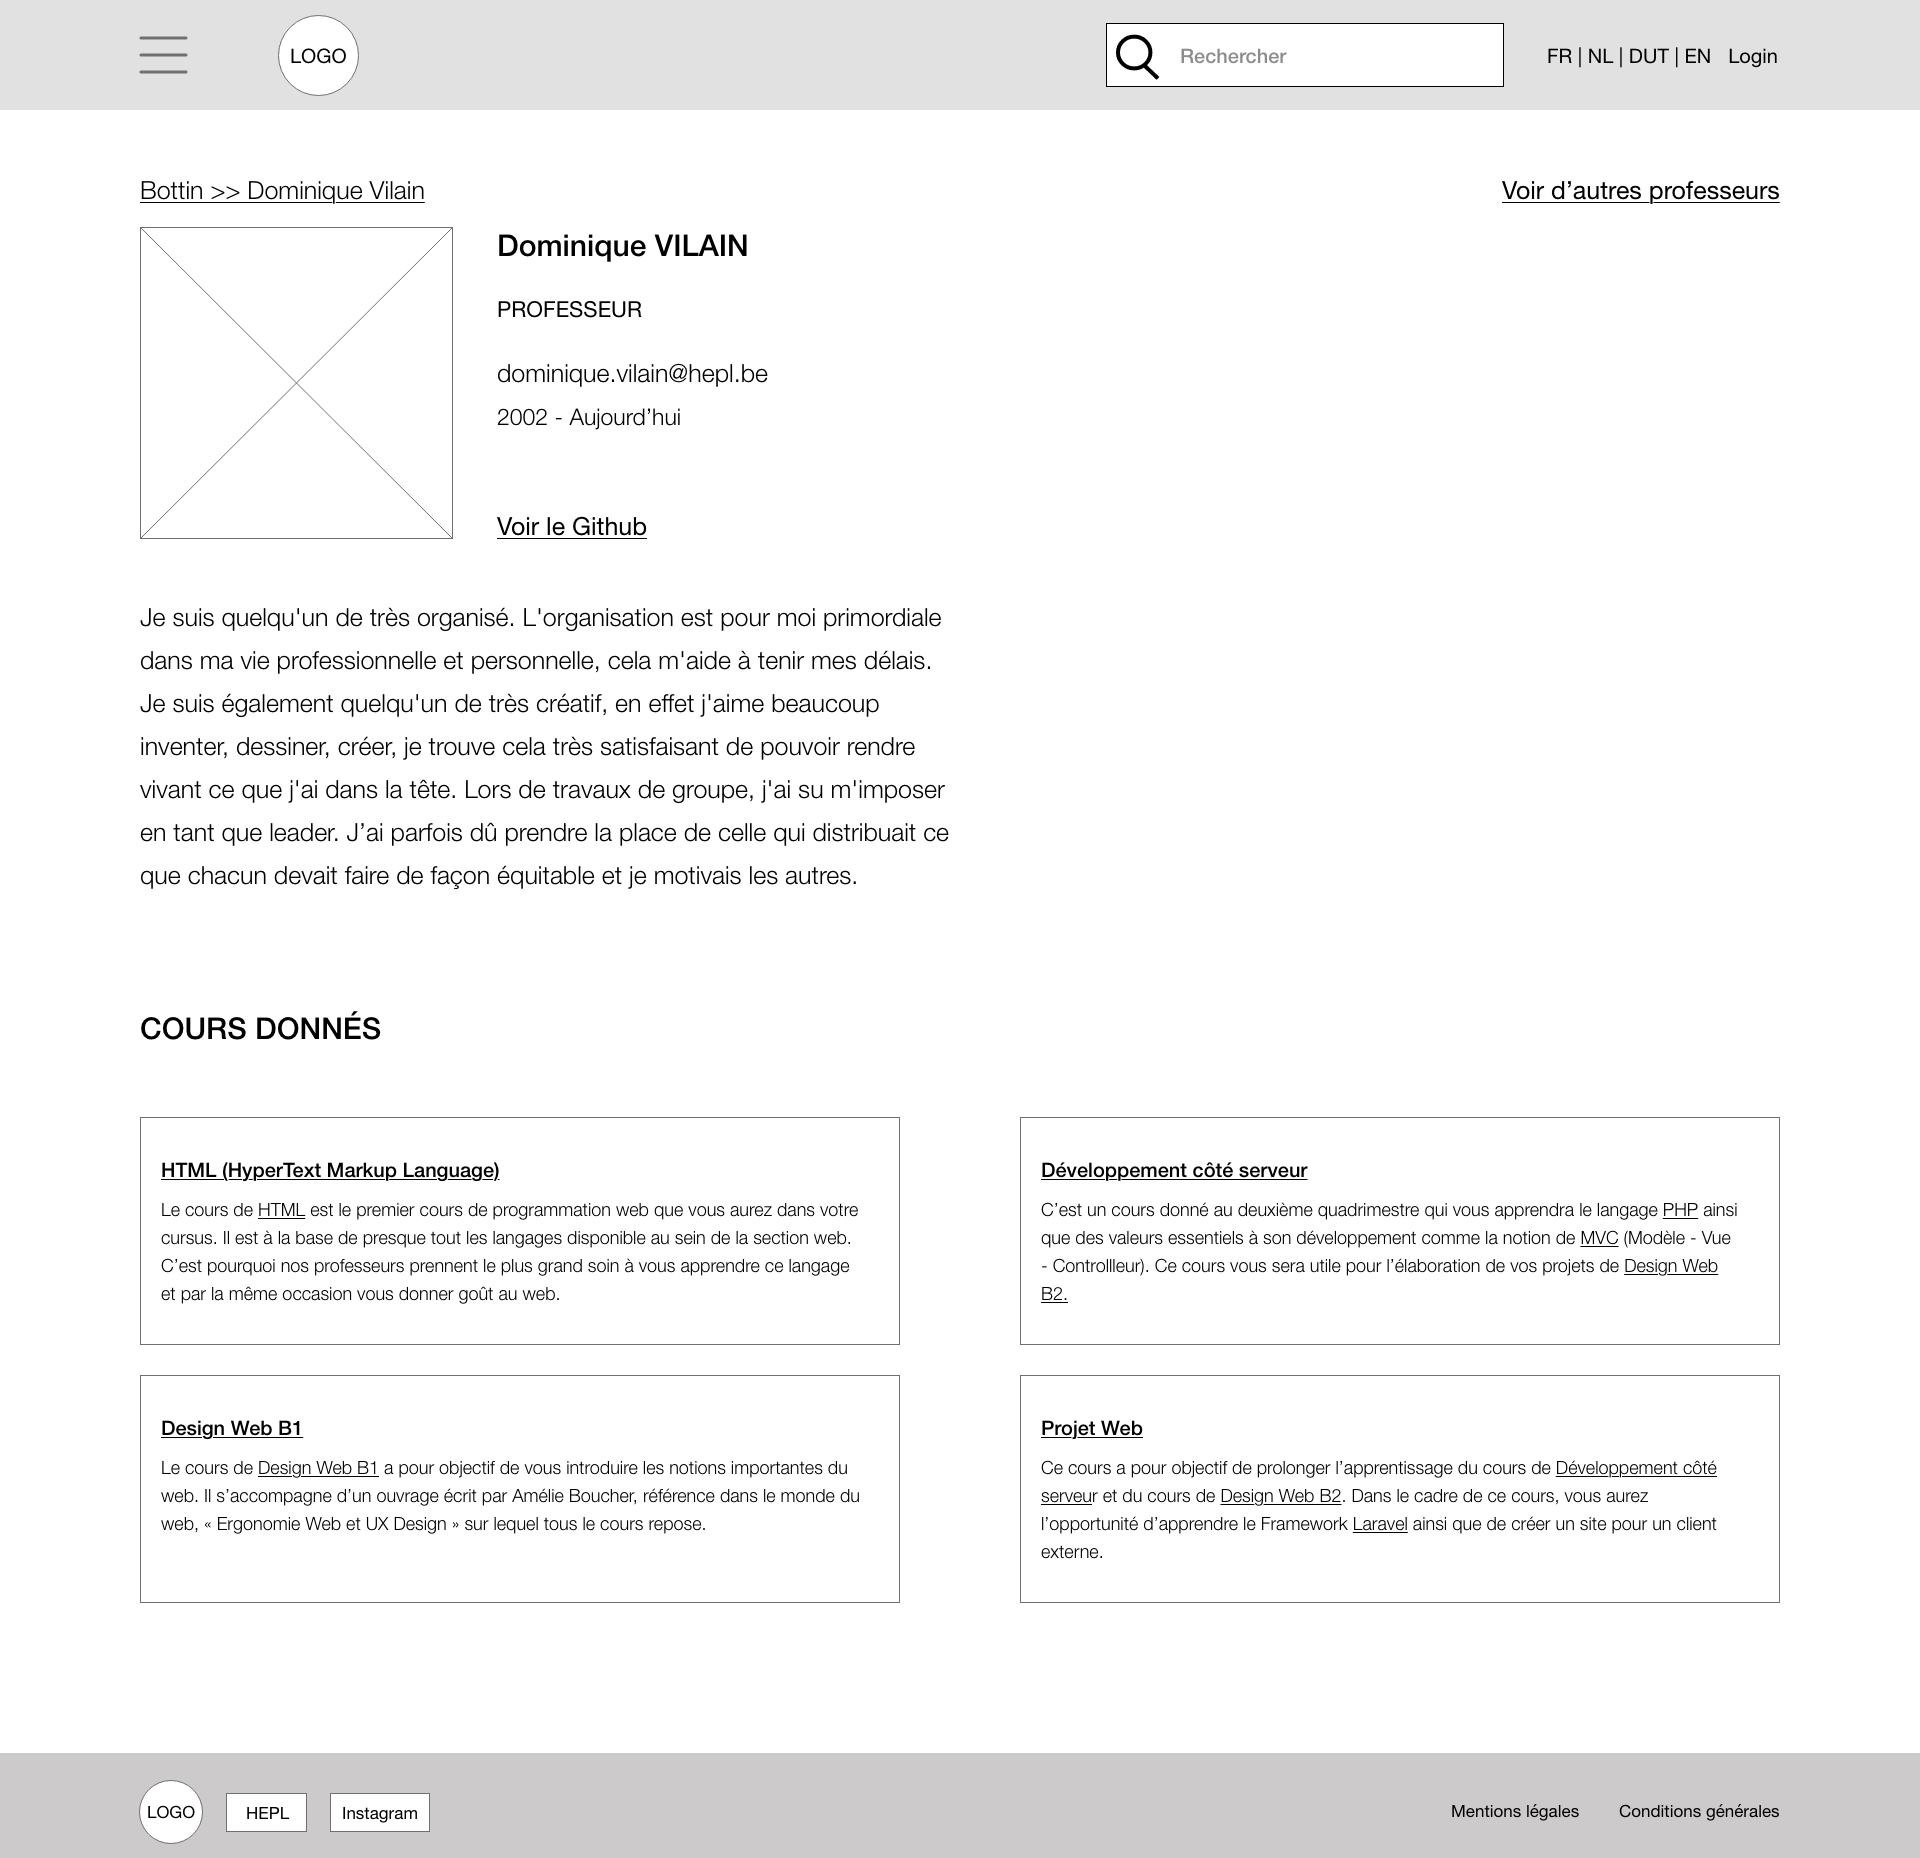 LOGO
Rechercher
FR | NL | DUT | EN Login
Bottin >> Dominique Vilain
Voir d’autres professeurs
Dominique VILAIN
PROFESSEUR
dominique.vilain@hepl.be
2002 - Aujourd’hui
Voir le Github
Je suis quelqu'un de très organisé. L'organisation est pour moi primordiale
dans ma vie professionnelle et personnelle, cela m'aide à tenir mes délais.
Je suis également quelqu'un de très créatif, en effet j'aime beaucoup
inventer, dessiner, créer, je trouve cela très satisfaisant de pouvoir rendre
vivant ce que j'ai dans la tête. Lors de travaux de groupe, j'ai su m'imposer
en tant que leader. J’ai parfois dû prendre la place de celle qui distribuait ce
que chacun devait faire de façon équitable et je motivais les autres.
COURS DONNÉS
HTML (HyperText Markup Language)
Le cours de HTML est le premier cours de programmation web que vous aurez dans votre
cursus. Il est à la base de presque tout les langages disponible au sein de la section web.
C’est pourquoi nos professeurs prennent le plus grand soin à vous apprendre ce langage
et par la même occasion vous donner goût au web.
Développement côté serveur
C’est un cours donné au deuxième quadrimestre qui vous apprendra le langage PHP ainsi
que des valeurs essentiels à son développement comme la notion de MVC (Modèle - Vue
- Controllleur). Ce cours vous sera utile pour l’élaboration de vos projets de Design Web
B2.
Design Web B1
Le cours de Design Web B1 a pour objectif de vous introduire les notions importantes du
web. Il s’accompagne d’un ouvrage écrit par Amélie Boucher, référence dans le monde du
web, « Ergonomie Web et UX Design » sur lequel tous le cours repose.
Projet Web
Ce cours a pour objectif de prolonger l’apprentissage du cours de Développement côté
serveur et du cours de Design Web B2. Dans le cadre de ce cours, vous aurez
l’opportunité d’apprendre le Framework Laravel ainsi que de créer un site pour un client
externe.
LOGO
HEPL
Instagram
Mentions légales
Conditions générales